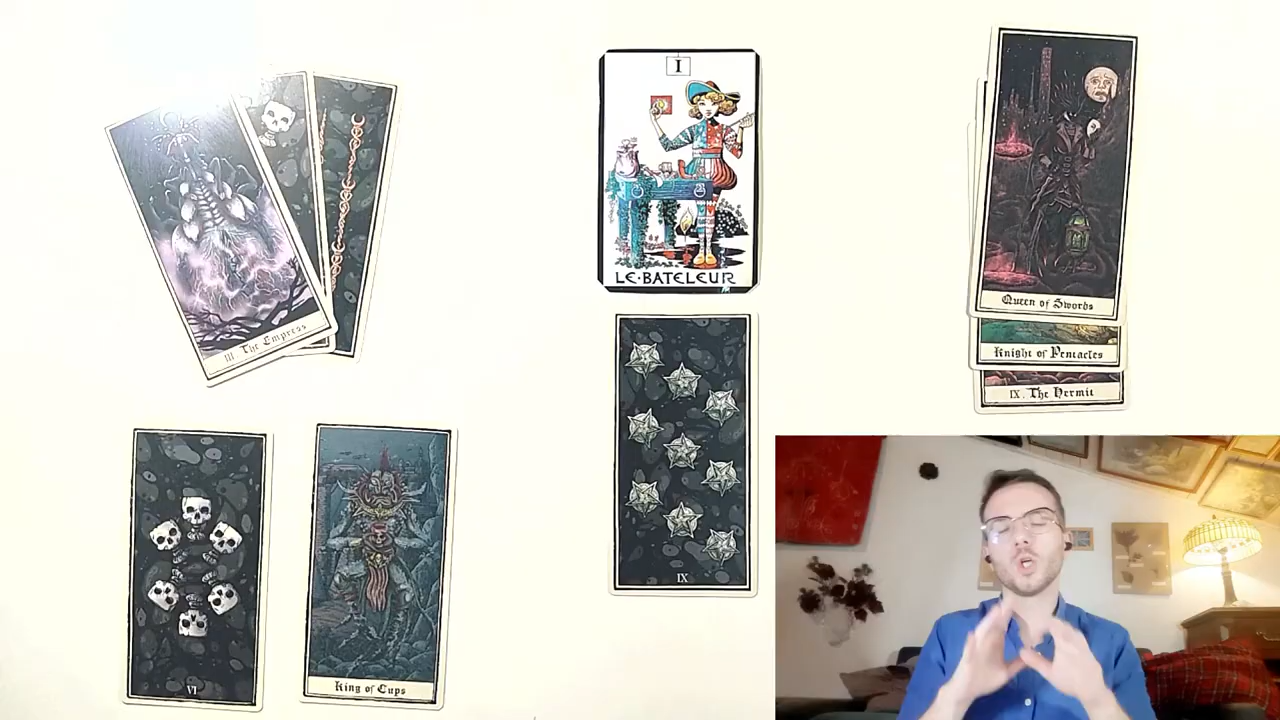 III. The Empress
I
LE·BATELEUR
Queen of Swords
Knight of Pentacles
IX. The Hermit
VI
King of Cups
IX